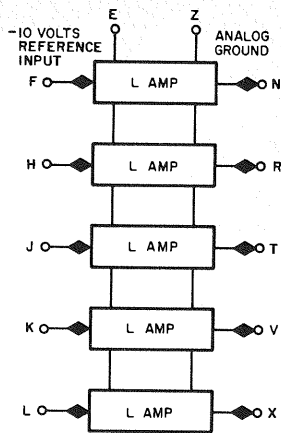 E Z
-10 VOLTS
REFERENCE
INPUT
ANALOG
GROUND
F L AMP N
H L AMP R
J L AMP T
K L AMP V
L L AMP X